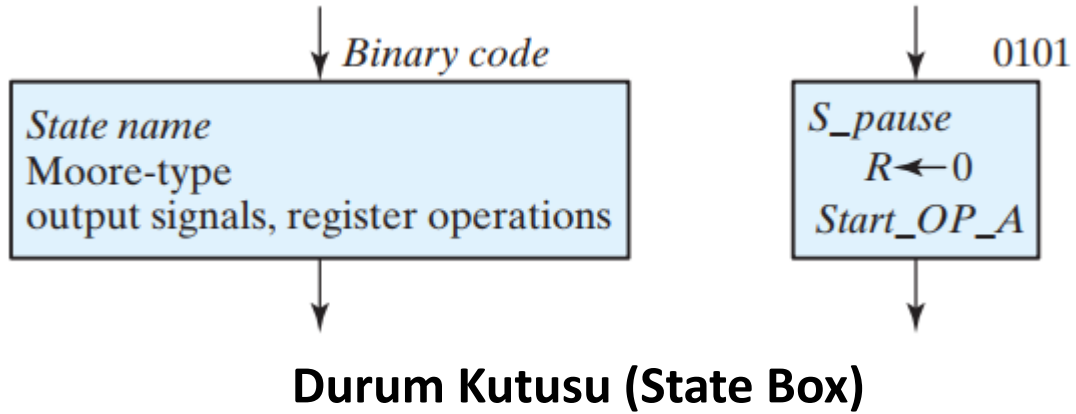 Binary code
State name
Moore-type
output signals, register operations
0101
S_pause
R←0
Start_OP_A
Durum Kutusu (State Box)